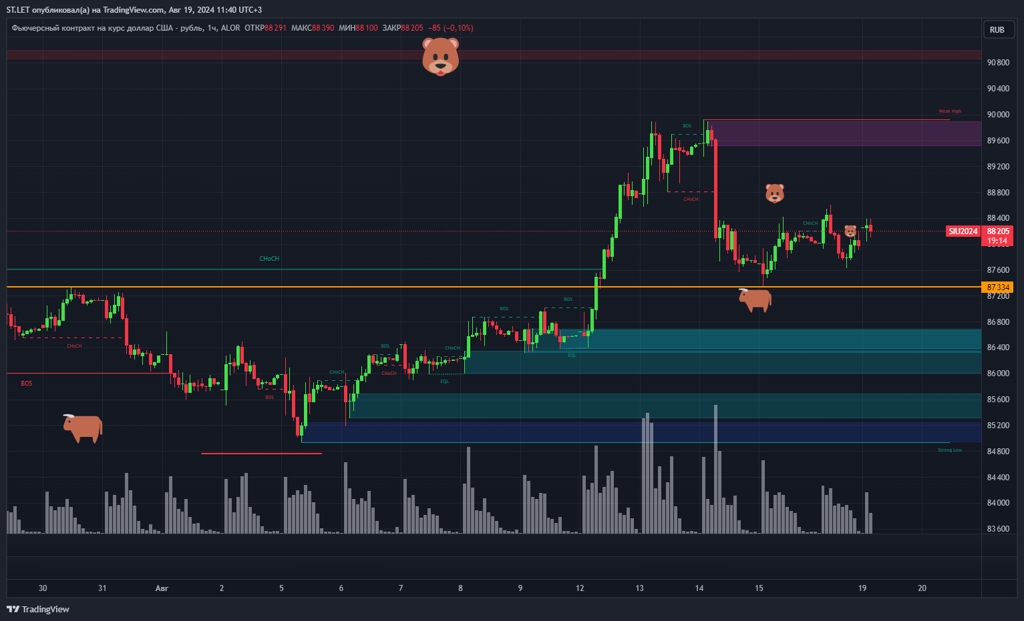 ST.LET опубликовал(а) на TradingView.com, Авг 19, 2024 11:40 UTC+3
Фьючерсный контракт на курс доллар США - рубль, 1ч, ALOR ОТКР88 291 МАКС88 390 МИН88 100 ЗАКР88 205 −85 (−0,10%)
RUB
90 800
90 400
Weak High
90 000
BOS
89 600
89 200
CHoCH
88 800
88 400
CHoCH
SIU2024 88 205
19:14
CHoCH
87 600
87 334
87 200
BOS
BOS
86 800
CHoCH
BOS
CHoCH
EQL
86 400
CHoCH
CHoCH
EQL
86 000
BOS
BOS
85 600
85 200
Strong Low
84 800
84 400
84 000
83 600
30 31 Авг 2 5 6 7 8 9 12 13 14 15 19 20
TradingView